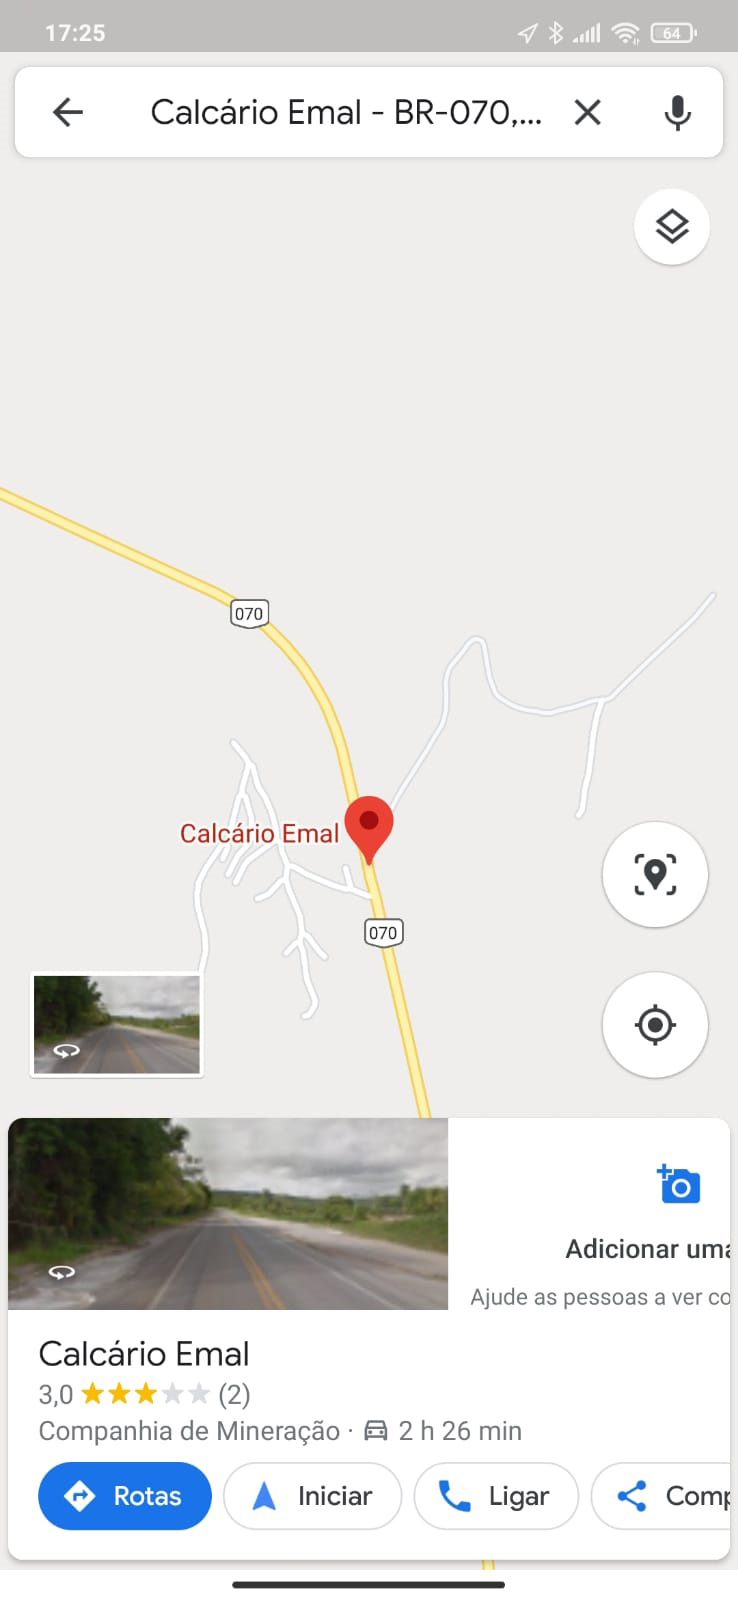 17:25
64
Calcário Emal - BR-070,...
070
Calcário Emal
070
Adicionar uma
Ajude as pessoas a ver co
Calcário Emal
3,0 (2)
Companhia de Mineração · 2 h 26 min
Rotas
Iniciar
Ligar
Comp